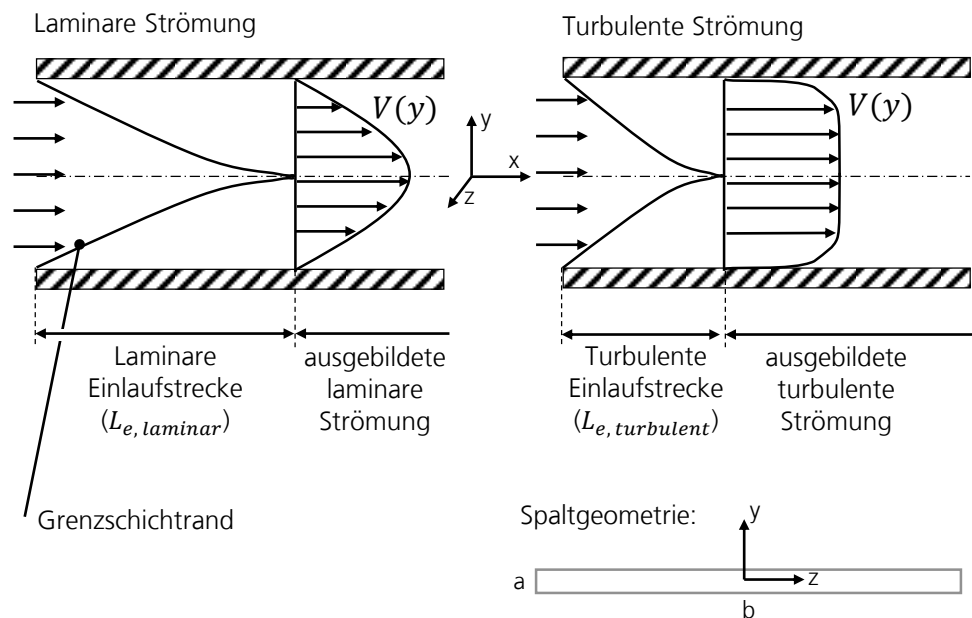 Laminare Strömung
V(y)
Laminare
Einlaufstrecke
(L_{e, laminar})
ausgebildete
laminare
Strömung
Grenzschichtrand
y
x
z
Turbulente Strömung
V(y)
Turbulente
Einlaufstrecke
(L_{e, turbulent})
ausgebildete
turbulente
Strömung
Spaltgeometrie:
y
z
a
b